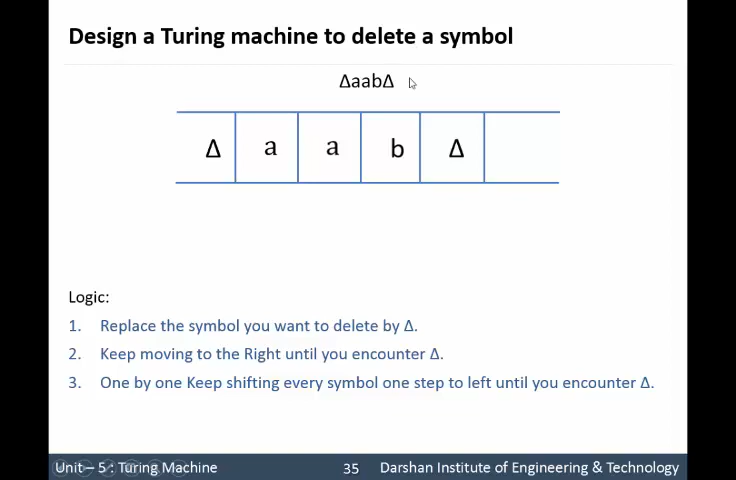 Design a Turing machine to delete a symbol
ΔaabΔ
Δ a a b Δ
Logic:
1. Replace the symbol you want to delete by Δ.
2. Keep moving to the Right until you encounter Δ.
3. One by one Keep shifting every symbol one step to left until you encounter Δ.
Unit – 5 : Turing Machine 35 Darshan Institute of Engineering & Technology